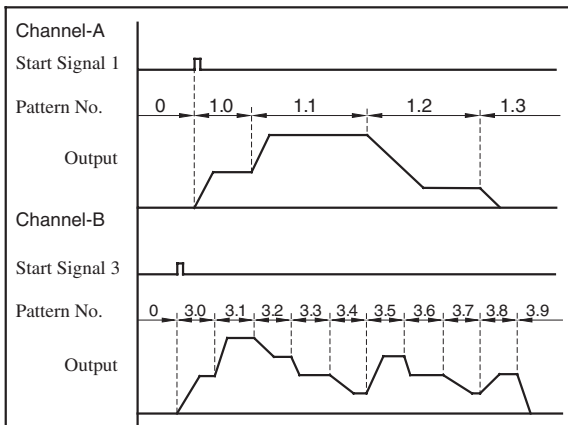 Channel-A
Start Signal 1
Pattern No. 0 1.0 1.1 1.2 1.3
Output
Channel-B
Start Signal 3
Pattern No. 0 3.0 3.1 3.2 3.3 3.4 3.5 3.6 3.7 3.8 3.9
Output